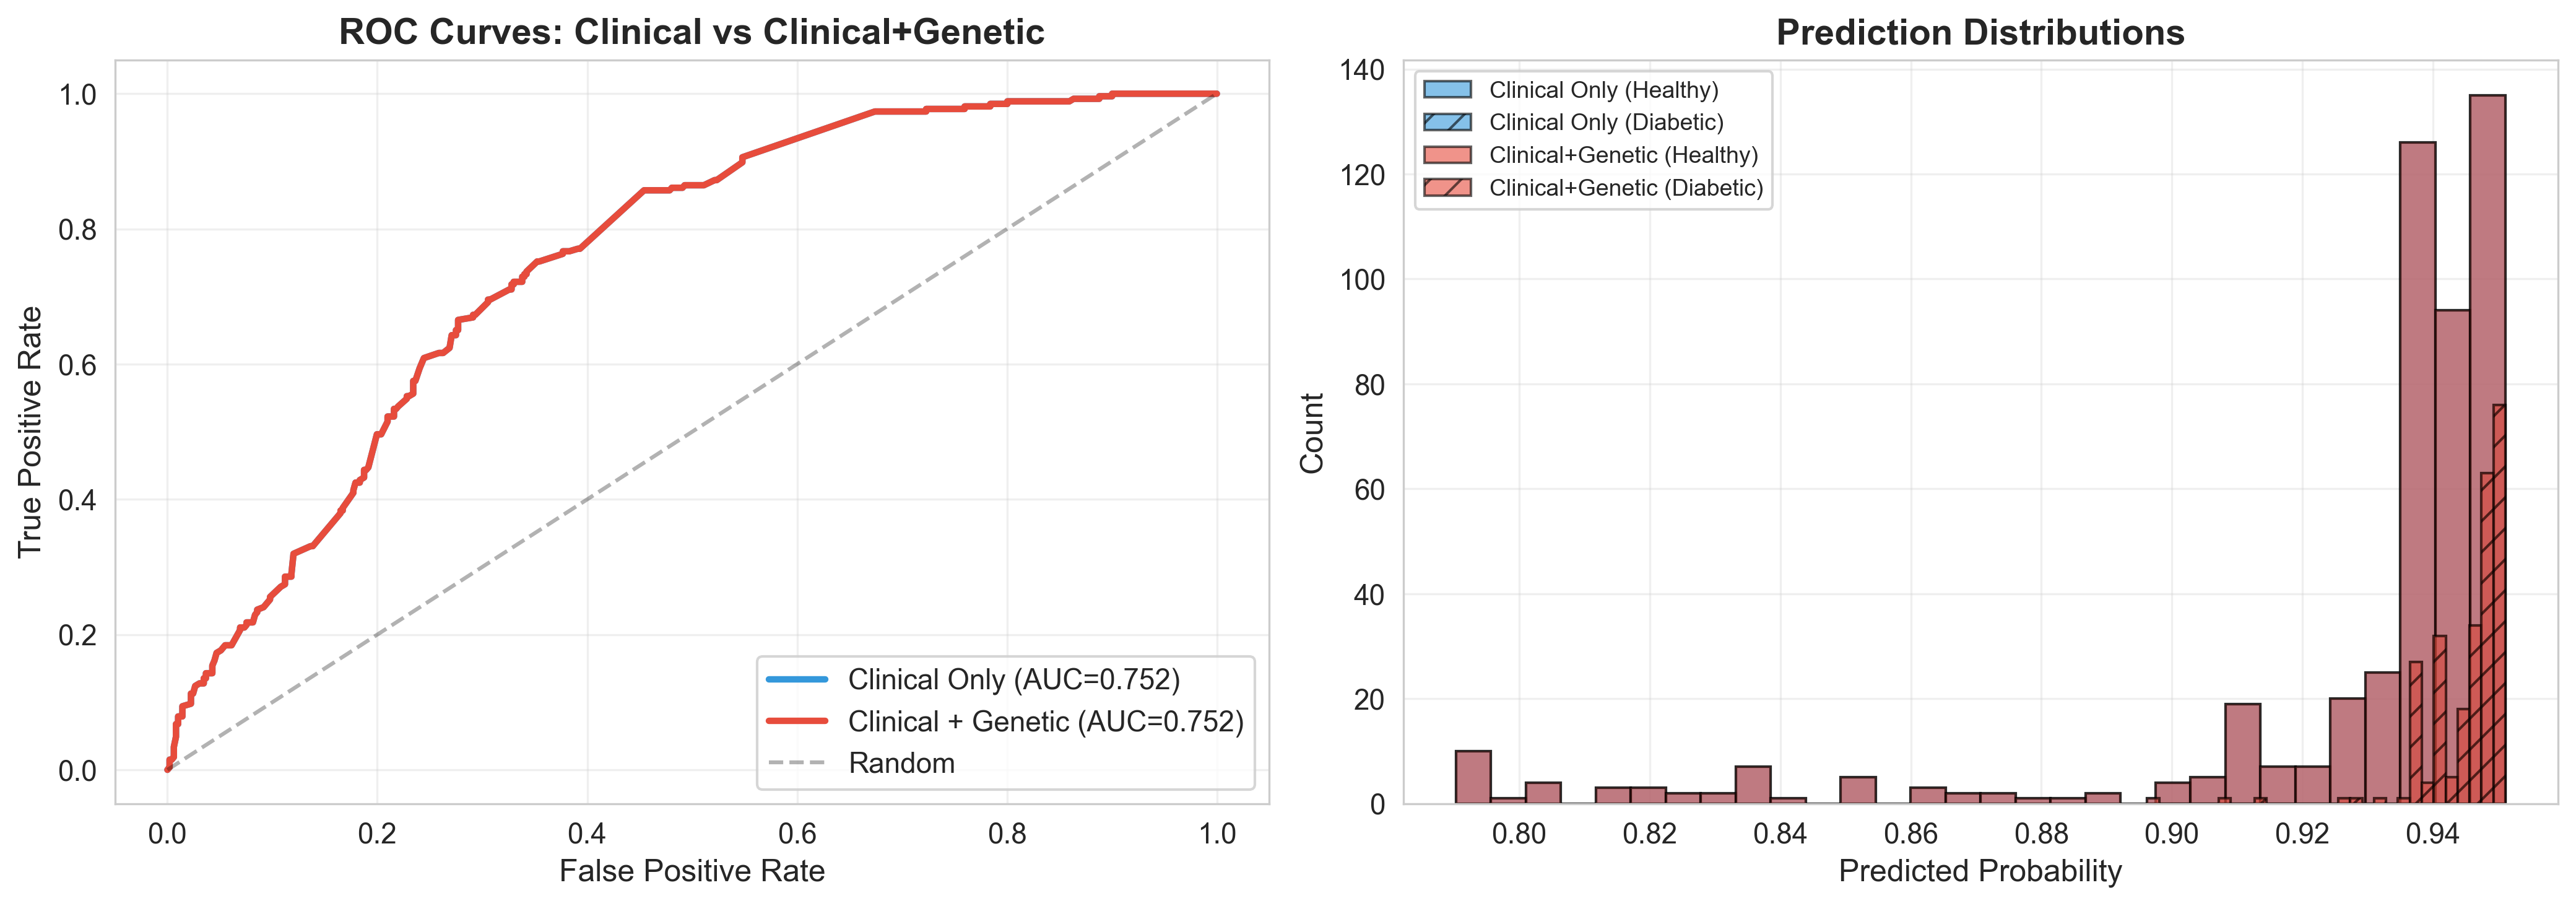 ROC Curves: Clinical vs Clinical+Genetic
True Positive Rate
1.0
0.8
0.6
0.4
0.2
0.0
Clinical Only (AUC=0.752)
Clinical + Genetic (AUC=0.752)
Random
0.0 0.2 0.4 0.6 0.8 1.0
False Positive Rate
Prediction Distributions
Count
140
120
100
80
60
40
20
0
Clinical Only (Healthy)
Clinical Only (Diabetic)
Clinical+Genetic (Healthy)
Clinical+Genetic (Diabetic)
0.80 0.82 0.84 0.86 0.88 0.90 0.92 0.94
Predicted Probability